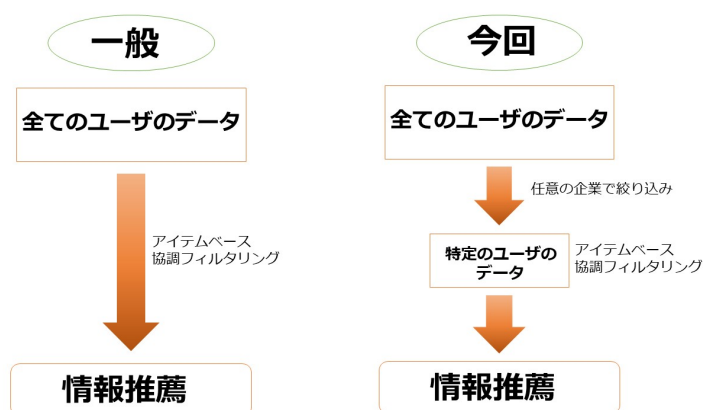 一般
全てのユーザのデータ
アイテムベース
協調フィルタリング
情報推薦
今回
全てのユーザのデータ
任意の企業で絞り込み
特定のユーザの
データ
アイテムベース
協調フィルタリング
情報推薦